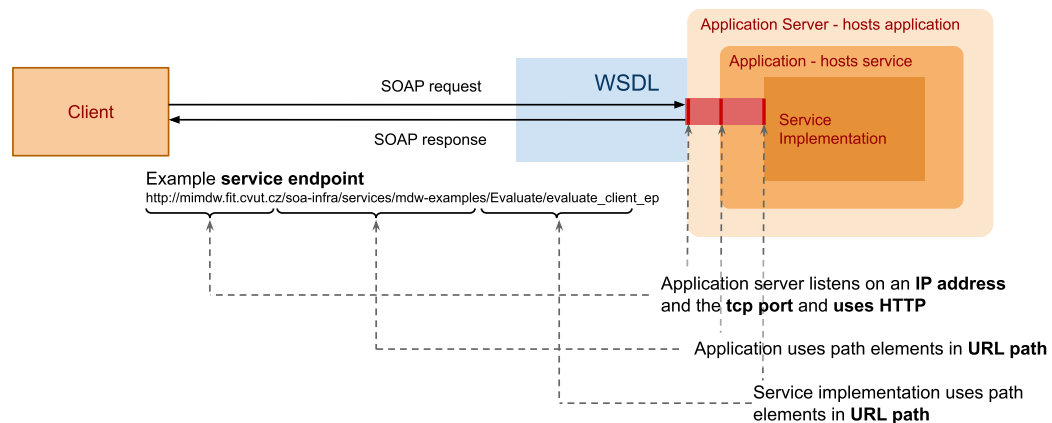 Application Server - hosts application
Application - hosts service
WSDL
SOAP request
Client
Service
Implementation
SOAP response
Example service endpoint
http://mimdw.fit.cvut.cz/soa-infra/services/mdw-examples/Evaluate/evaluate_client_ep
Application server listens on an IP address
and the tcp port and uses HTTP
Application uses path elements in URL path
Service implementation uses path
elements in URL path